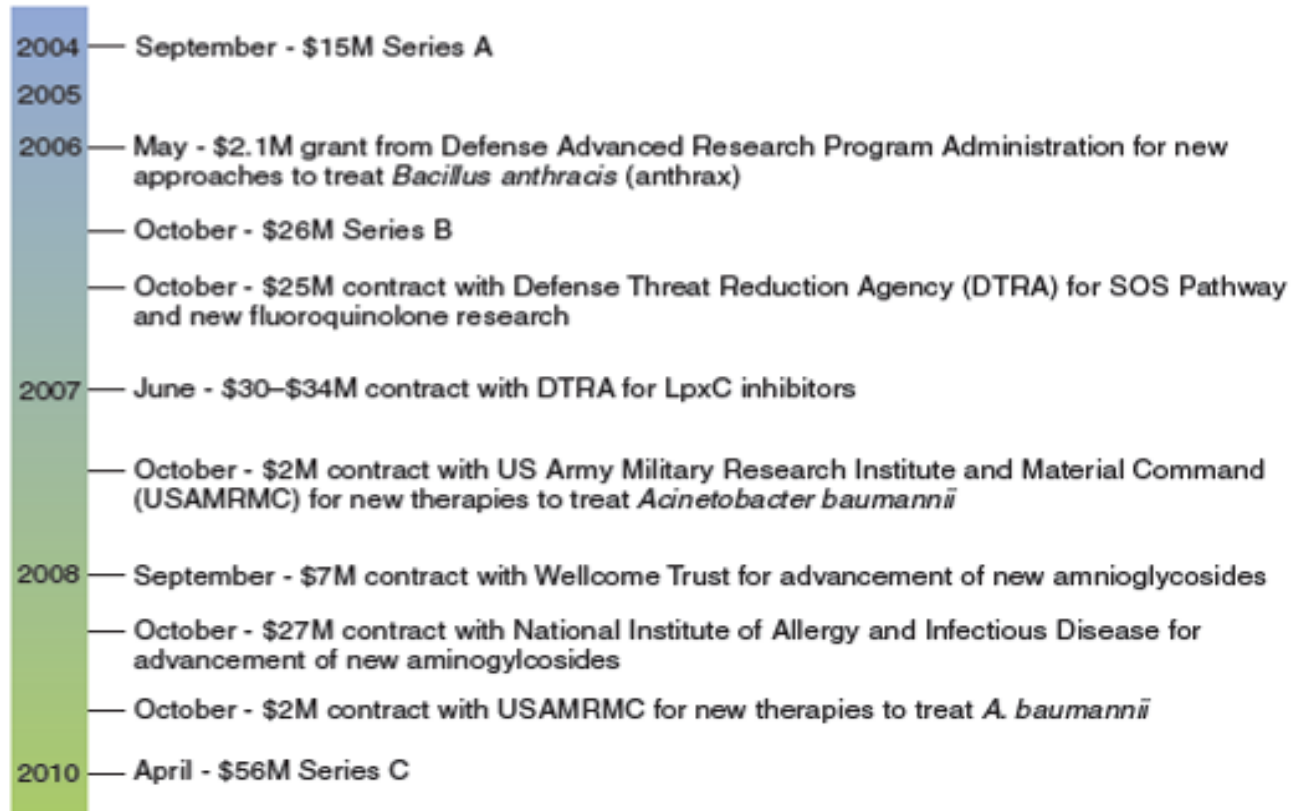 2004 September - $15M Series A
2005
2006 May - $2.1M grant from Defense Advanced Research Program Administration for new
approaches to treat Bacillus anthracis (anthrax)
October - $26M Series B
October - $25M contract with Defense Threat Reduction Agency (DTRA) for SOS Pathway
and new fluoroquinolone research
2007 June - $30–$34M contract with DTRA for LpxC inhibitors
October - $2M contract with US Army Military Research Institute and Material Command
(USAMRMC) for new therapies to treat Acinetobacter baumannii
2008 September - $7M contract with Wellcome Trust for advancement of new amnioglycosides
October - $27M contract with National Institute of Allergy and Infectious Disease for
advancement of new aminogylcosides
October - $2M contract with USAMRMC for new therapies to treat A. baumannii
2010 April - $56M Series C